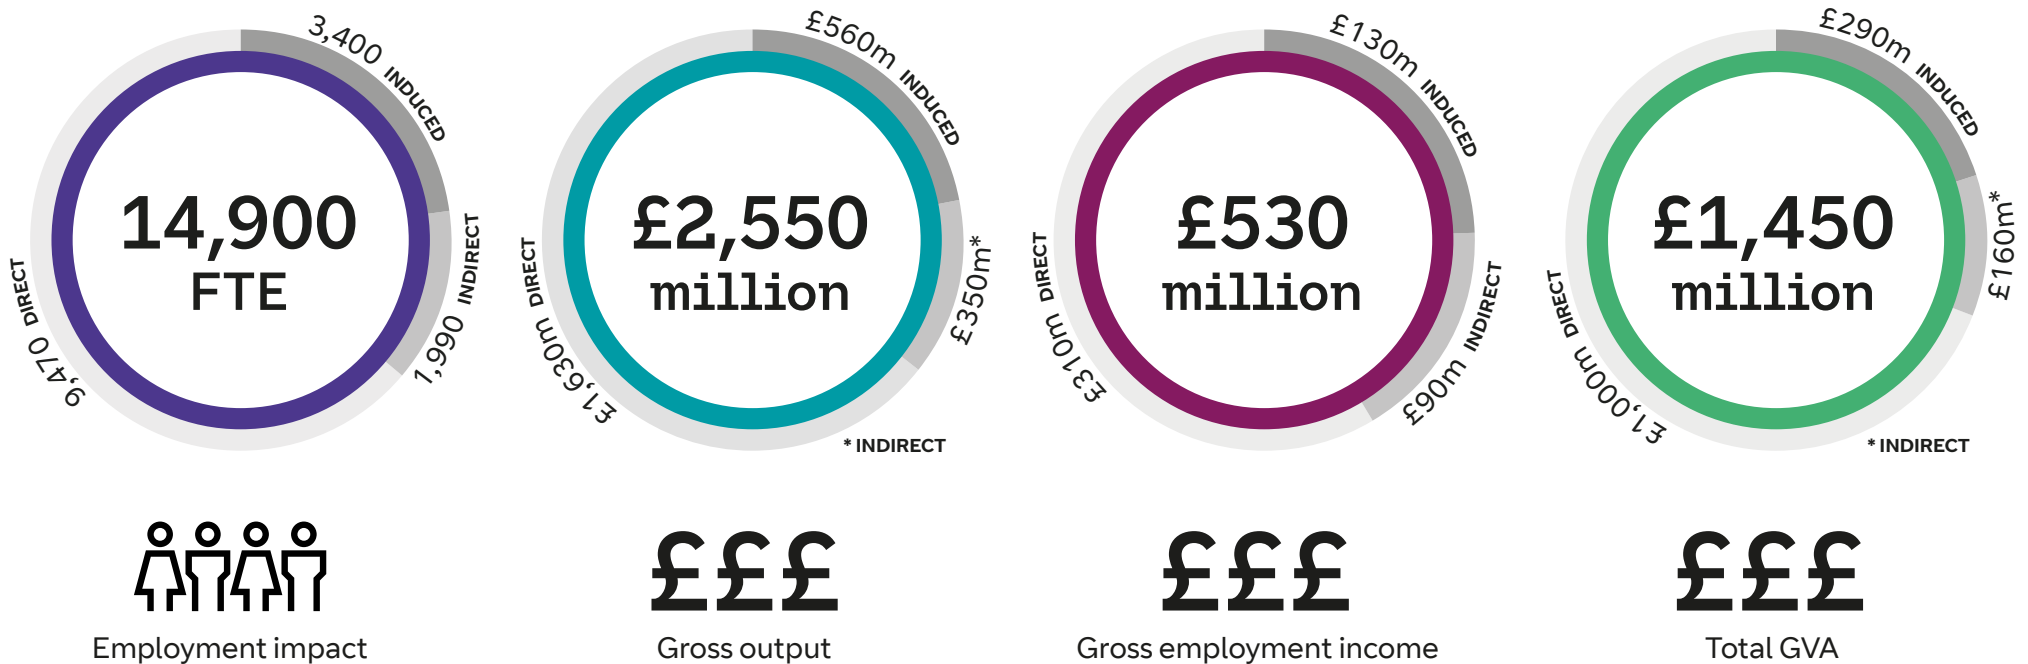 3,400 INDUCED
1,990 INDIRECT
9,470 DIRECT
14,900
FTE
Employment impact
£560m INDUCED
£350m*
£1,630m DIRECT
£2,550
million
* INDIRECT
£££
Gross output
£130m INDUCED
£90m INDIRECT
£310m DIRECT
£530
million
£££
Gross employment income
£290m INDUCED
£160m*
£1,000m DIRECT
£1,450
million
* INDIRECT
£££
Total GVA